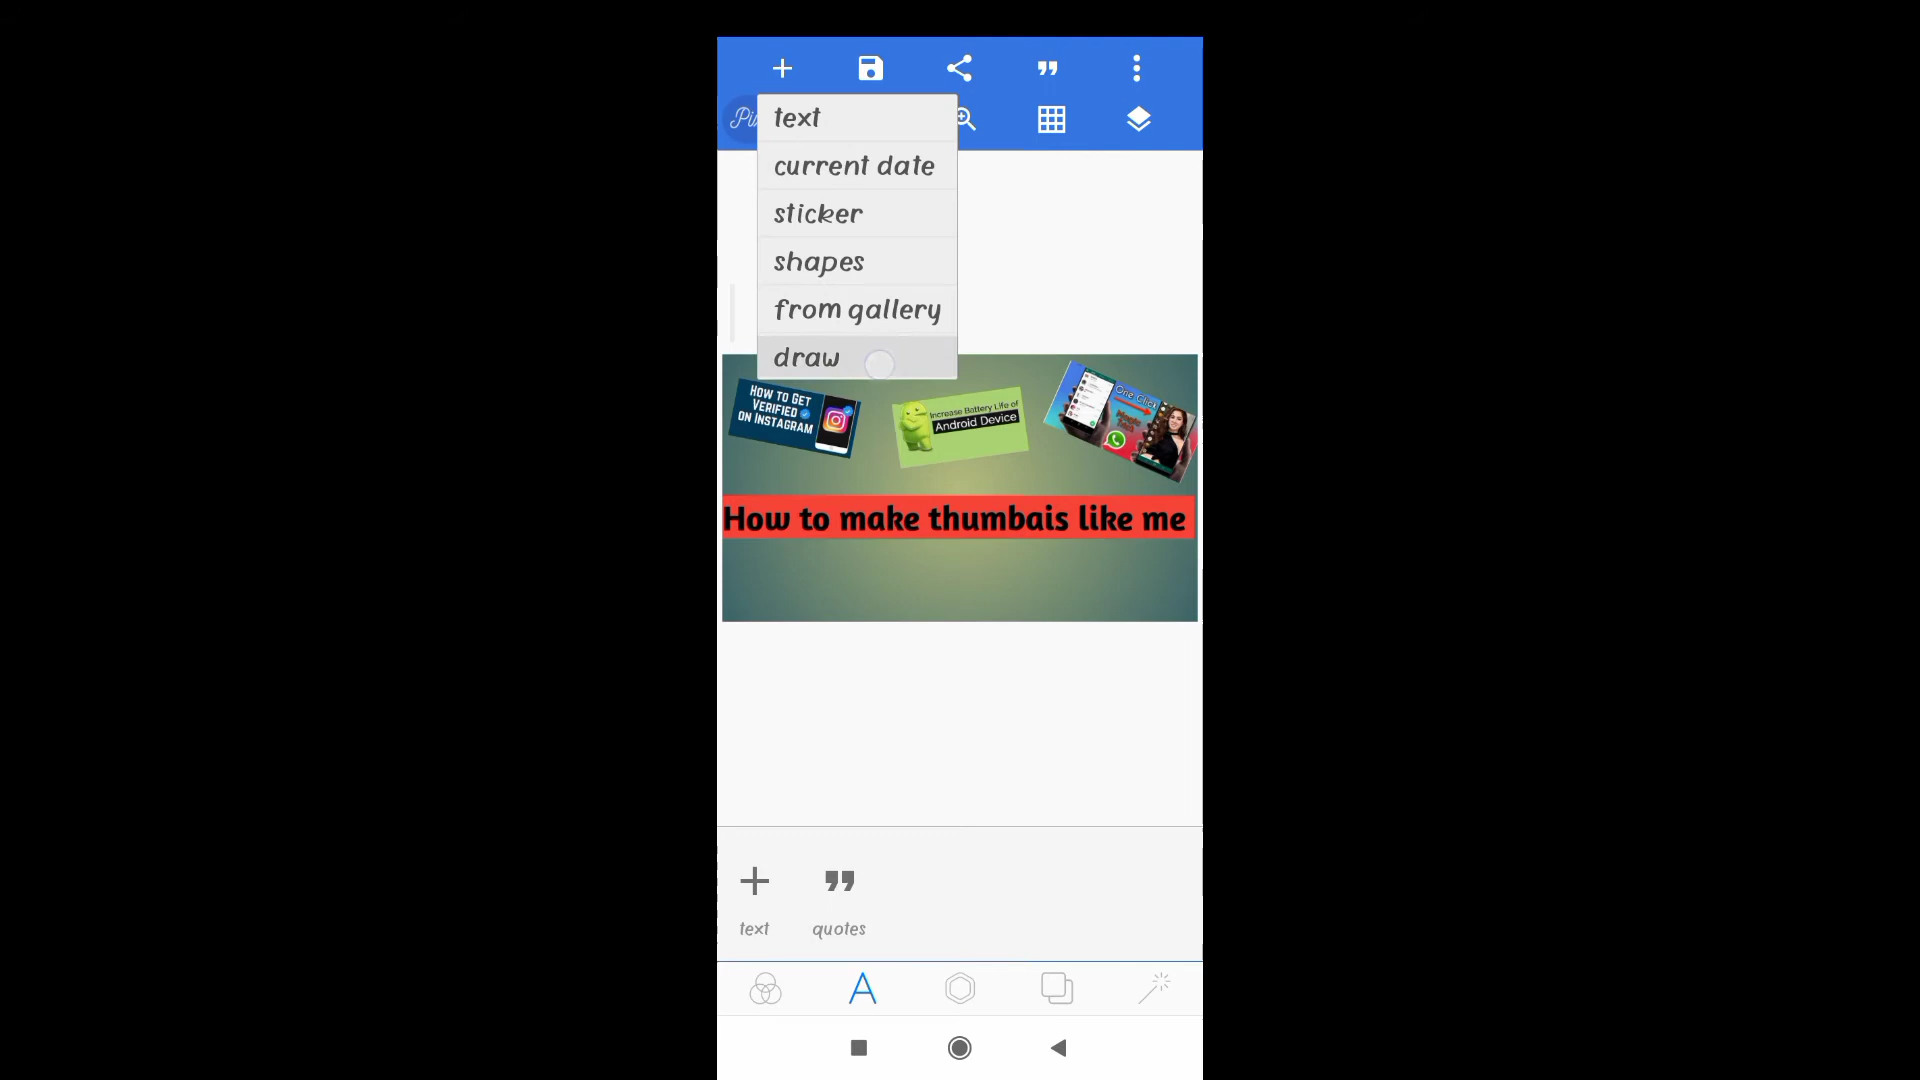 Pi
text
current date
sticker
shapes
from gallery
draw
HOW TO GET
VERIFIED
ON INSTAGRAM
Increase Battery Life of
Android Device
One Click
How to make thumbais like me
text
quotes